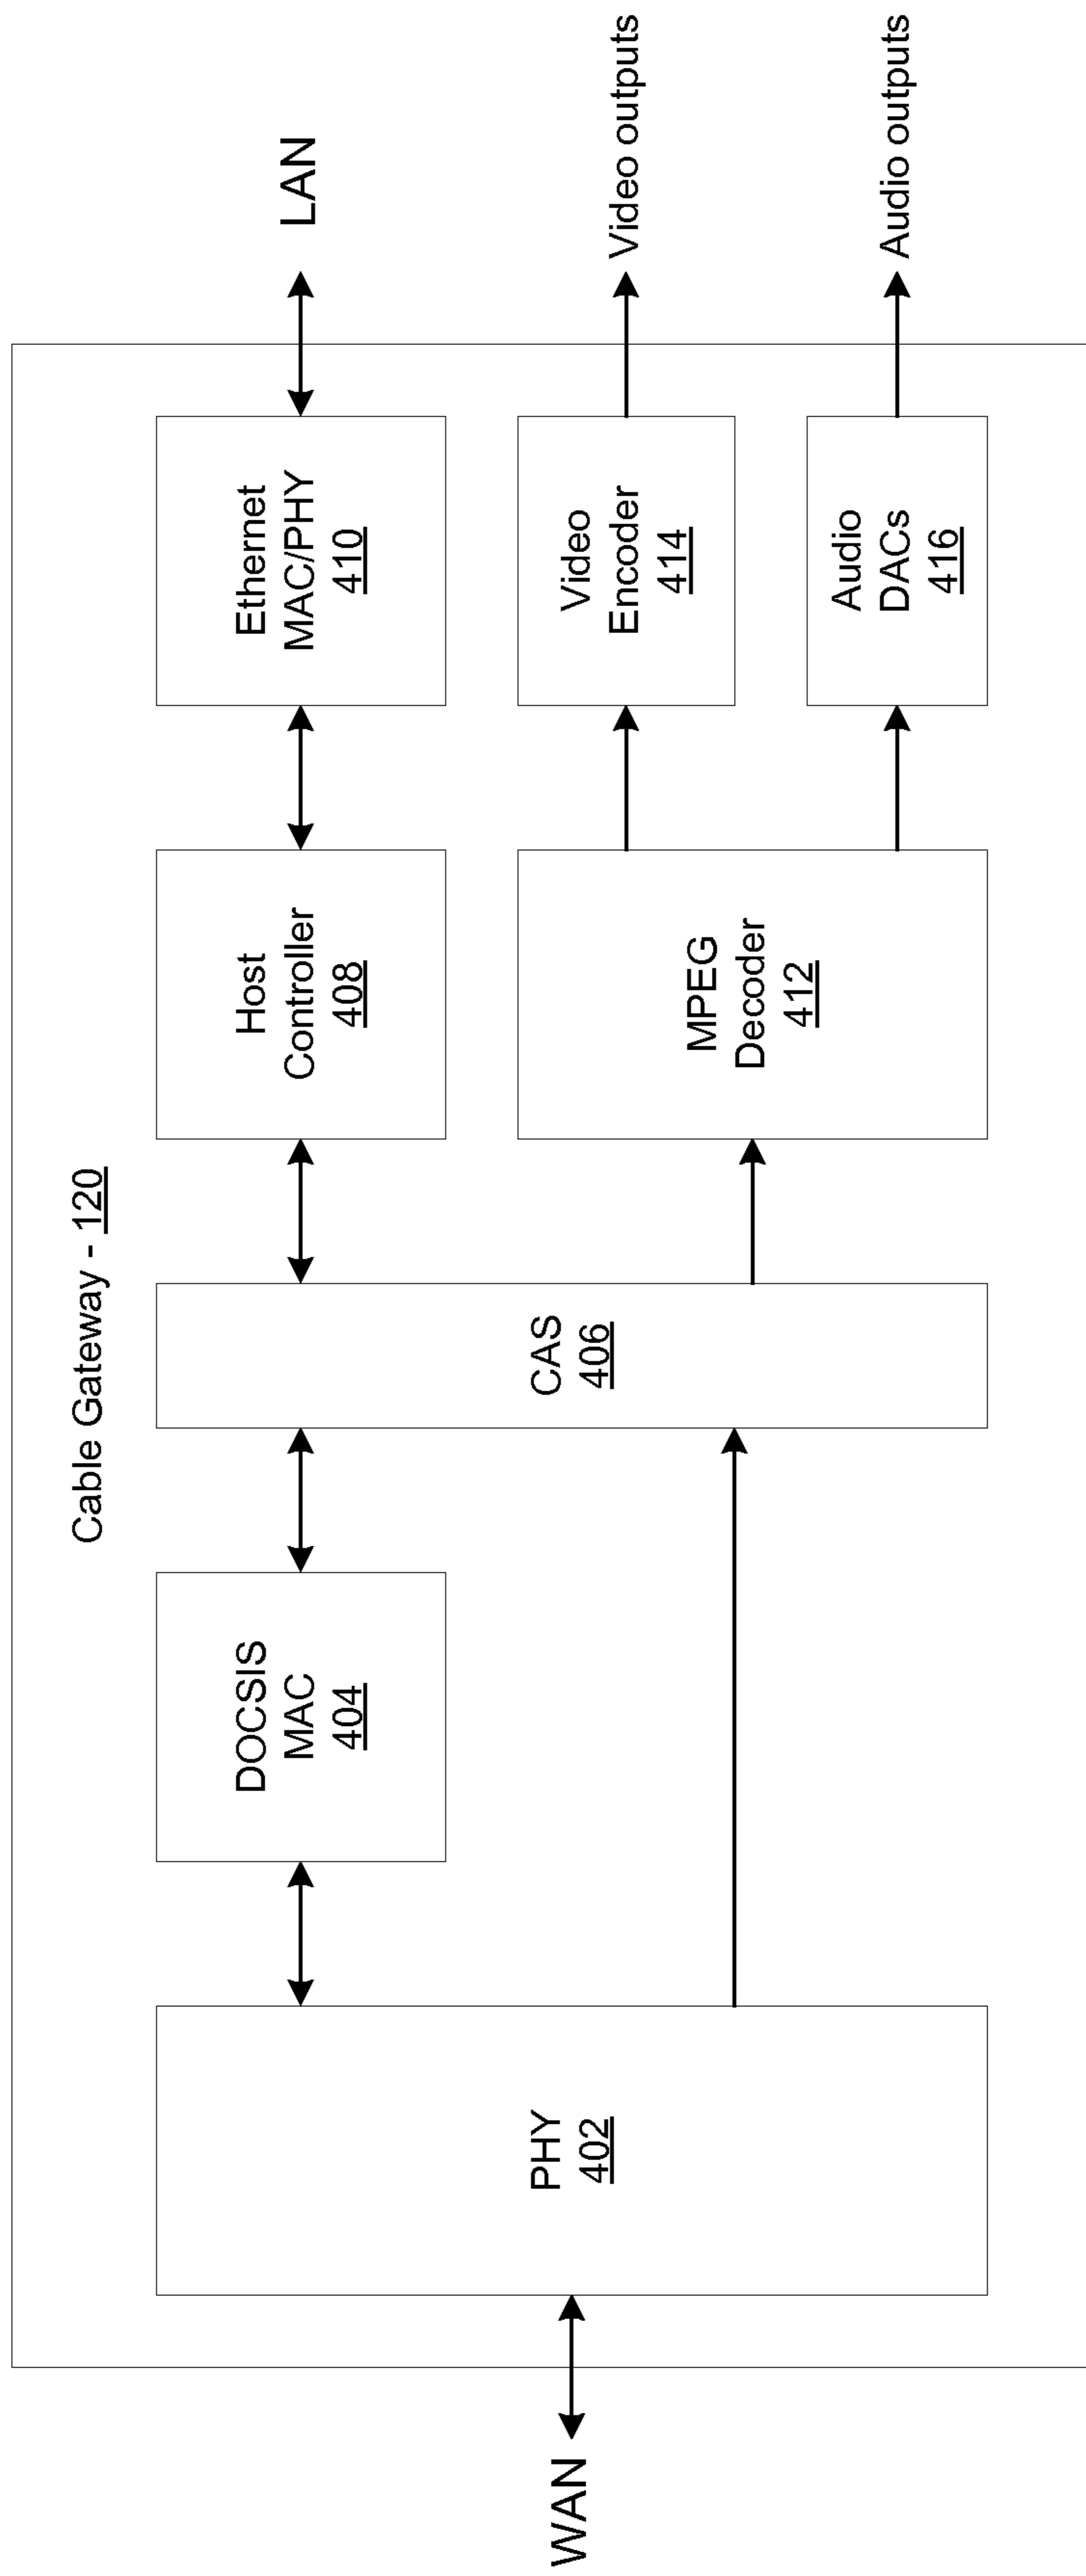 Cable Gateway - 120
WAN
PHY
402
DOCSIS
MAC
404
CAS
406
Host
Controller
408
Ethernet
MAC/PHY
410
LAN
MPEG
Decoder
412
Video
Encoder
414
Video outputs
Audio
DACs
416
Audio outputs